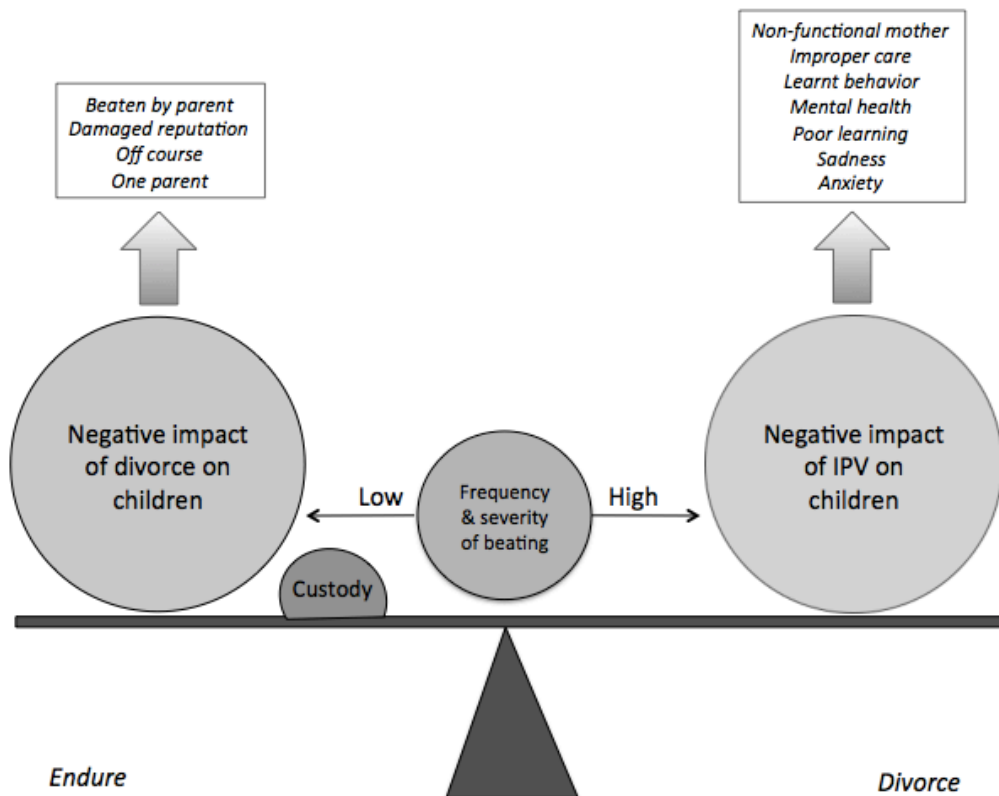 Beaten by parent
Damaged reputation
Off course
One parent
Non-functional mother
Improper care
Learnt behavior
Mental health
Poor learning
Sadness
Anxiety
Negative impact
of divorce on
children
Low
Frequency
& severity
of beating
High
Negative impact
of IPV on
children
Custody
Endure
Divorce